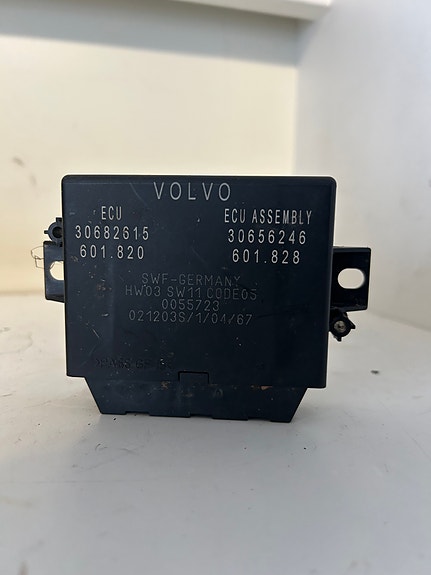 VOLVO
ECU
30682615
601.820
ECU ASSEMBLY
30656246
601.828
SWF-GERMANY
HW03 SW11 CODE05
0055723
021203S/1/04/67